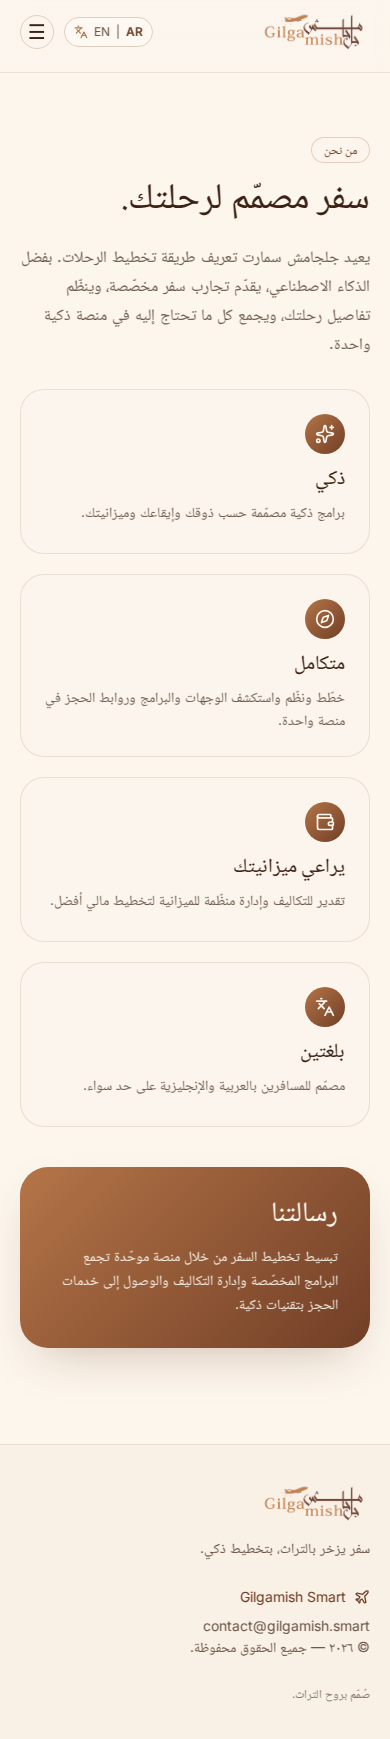 EN | AR
Gilgamish جلجامش
من نحن
سفر مصمّم لرحلتك.
يعيد جلجامش سمارت تعريف طريقة تخطيط الرحلات. بفضل
الذكاء الاصطناعي، يقدّم تجارب سفر مخصّصة، وينظّم
تفاصيل رحلتك، ويجمع كل ما تحتاج إليه في منصة ذكية
واحدة.
ذكي
برامج ذكية مصمّمة حسب ذوقك وإيقاعك وميزانيتك.
متكامل
خطّط ونظّم واستكشف الوجهات والبرامج وروابط الحجز في
منصة واحدة.
يراعي ميزانيتك
تقدير للتكاليف وإدارة منظّمة للميزانية لتخطيط مالي أفضل.
بلغتين
مصمّم للمسافرين بالعربية والإنجليزية على حد سواء.
رسالتنا
تبسيط تخطيط السفر من خلال منصة موحّدة تجمع
البرامج المخصّصة وإدارة التكاليف والوصول إلى خدمات
الحجز بتقنيات ذكية.
Gilgamish جلجامش
سفر يزخر بالتراث، بتخطيط ذكي.
Gilgamish Smart
contact@gilgamish.smart
© ٢٠٢٦ — جميع الحقوق محفوظة.
صُمّم بروح التراث.